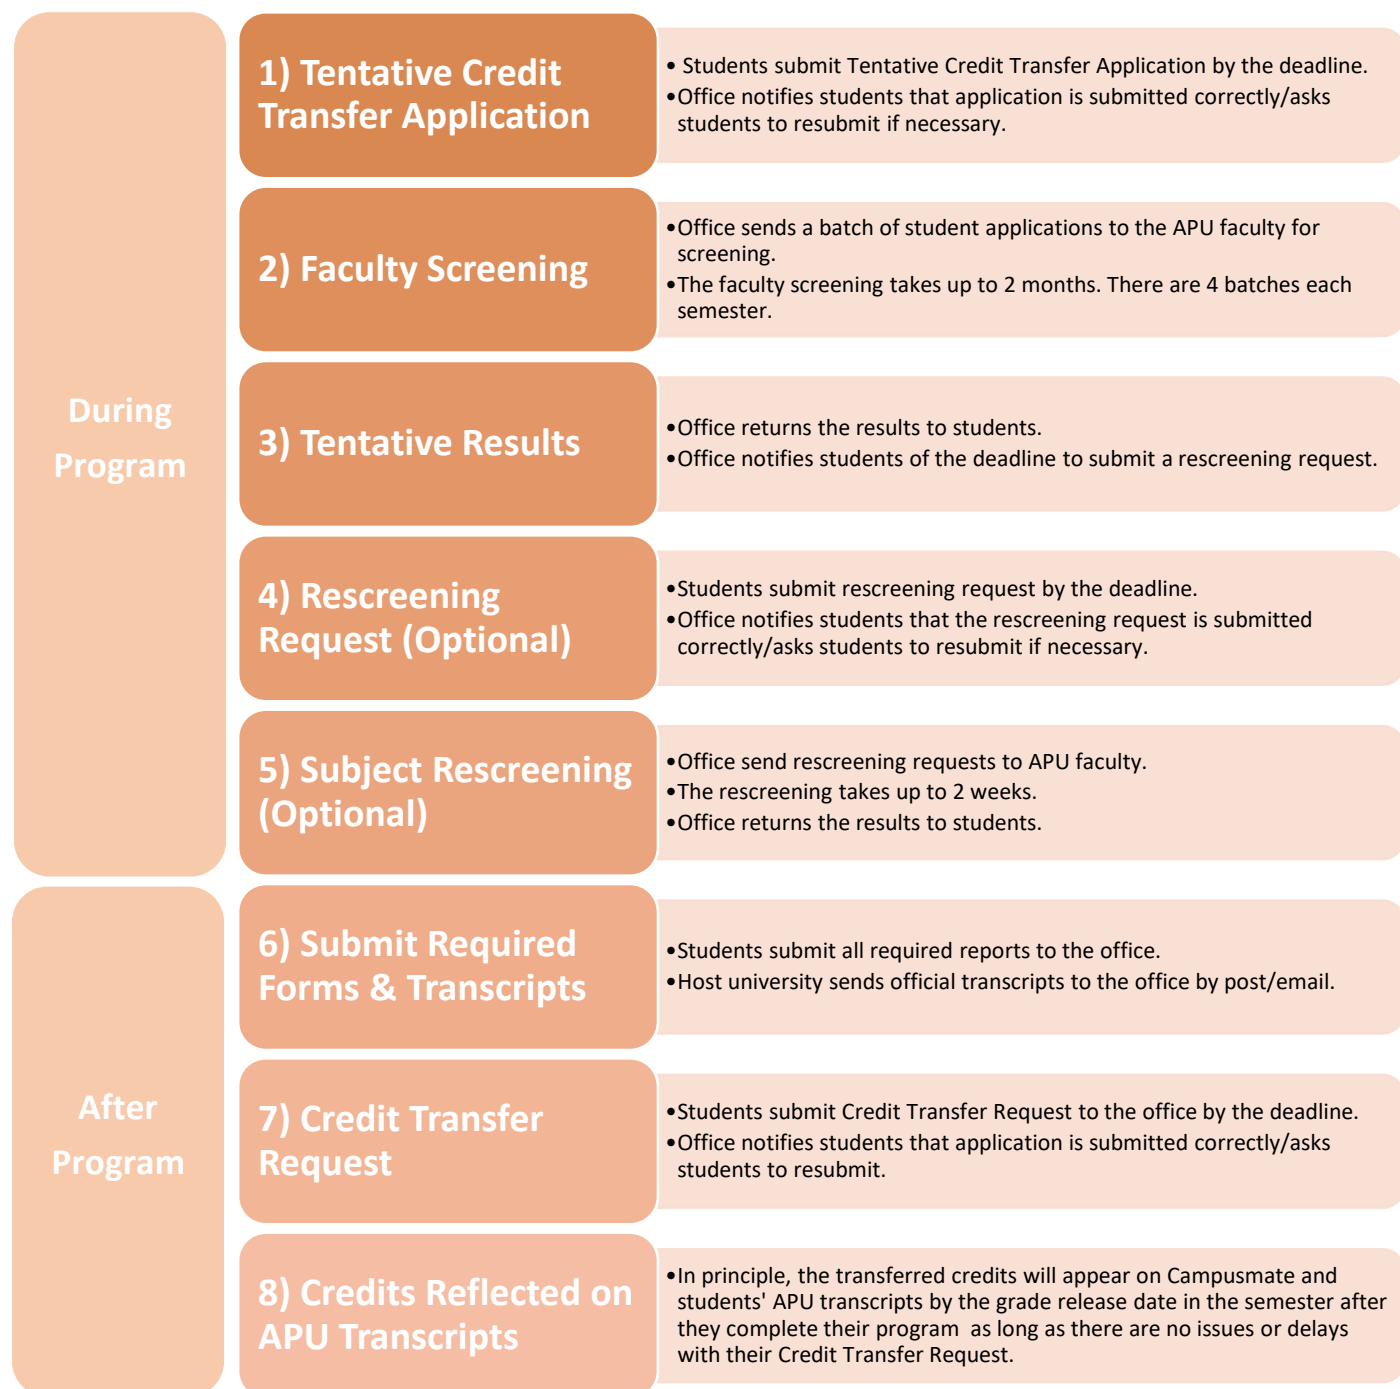 During
Program
1) Tentative Credit
Transfer Application
• Students submit Tentative Credit Transfer Application by the deadline.
•Office notifies students that application is submitted correctly/asks
students to resubmit if necessary.
2) Faculty Screening
•Office sends a batch of student applications to the APU faculty for
screening.
•The faculty screening takes up to 2 months. There are 4 batches each
semester.
3) Tentative Results
•Office returns the results to students.
•Office notifies students of the deadline to submit a rescreening request.
4) Rescreening
Request (Optional)
•Students submit rescreening request by the deadline.
•Office notifies students that the rescreening request is submitted
correctly/asks students to resubmit if necessary.
5) Subject Rescreening
(Optional)
•Office send rescreening requests to APU faculty.
•The rescreening takes up to 2 weeks.
•Office returns the results to students.
After
Program
6) Submit Required
Forms & Transcripts
•Students submit all required reports to the office.
•Host university sends official transcripts to the office by post/email.
7) Credit Transfer
Request
•Students submit Credit Transfer Request to the office by the deadline.
•Office notifies students that application is submitted correctly/asks
students to resubmit.
8) Credits Reflected on
APU Transcripts
•In principle, the transferred credits will appear on Campusmate and
students' APU transcripts by the grade release date in the semester after
they complete their program  as long as there are no issues or delays
with their Credit Transfer Request.